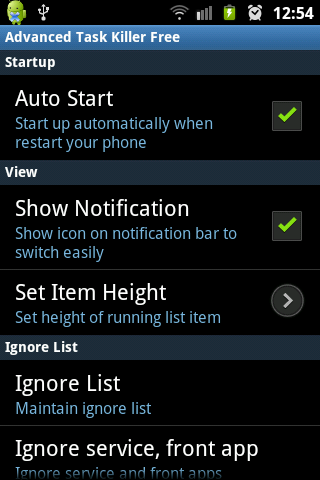 12:54
Advanced Task Killer Free
Startup
Auto Start
Start up automatically when
restart your phone
View
Show Notification
Show icon on notification bar to
switch easily
Set Item Height
Set height of running list item
Ignore List
Ignore List
Maintain ignore list
Ignore service, front app
Ignore service and front apps